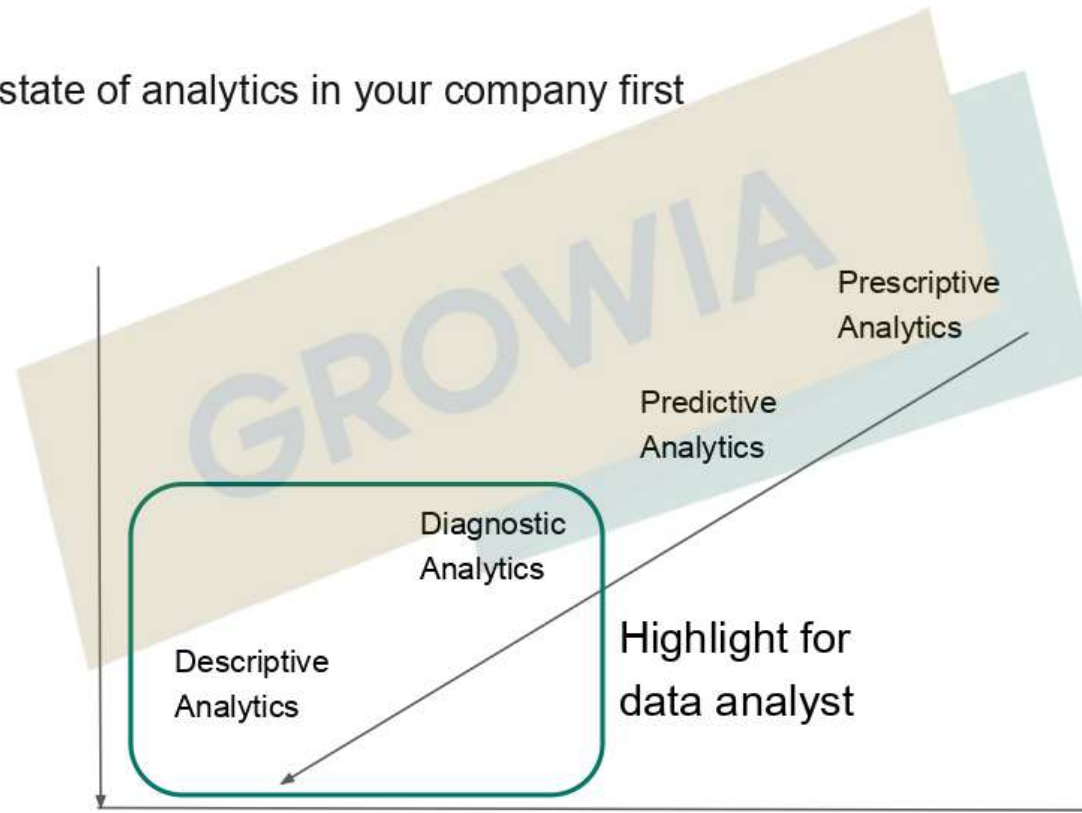 state of analytics in your company first
GROWIA
Prescriptive
Analytics
Predictive
Analytics
Diagnostic
Analytics
Highlight for
data analyst
Descriptive
Analytics